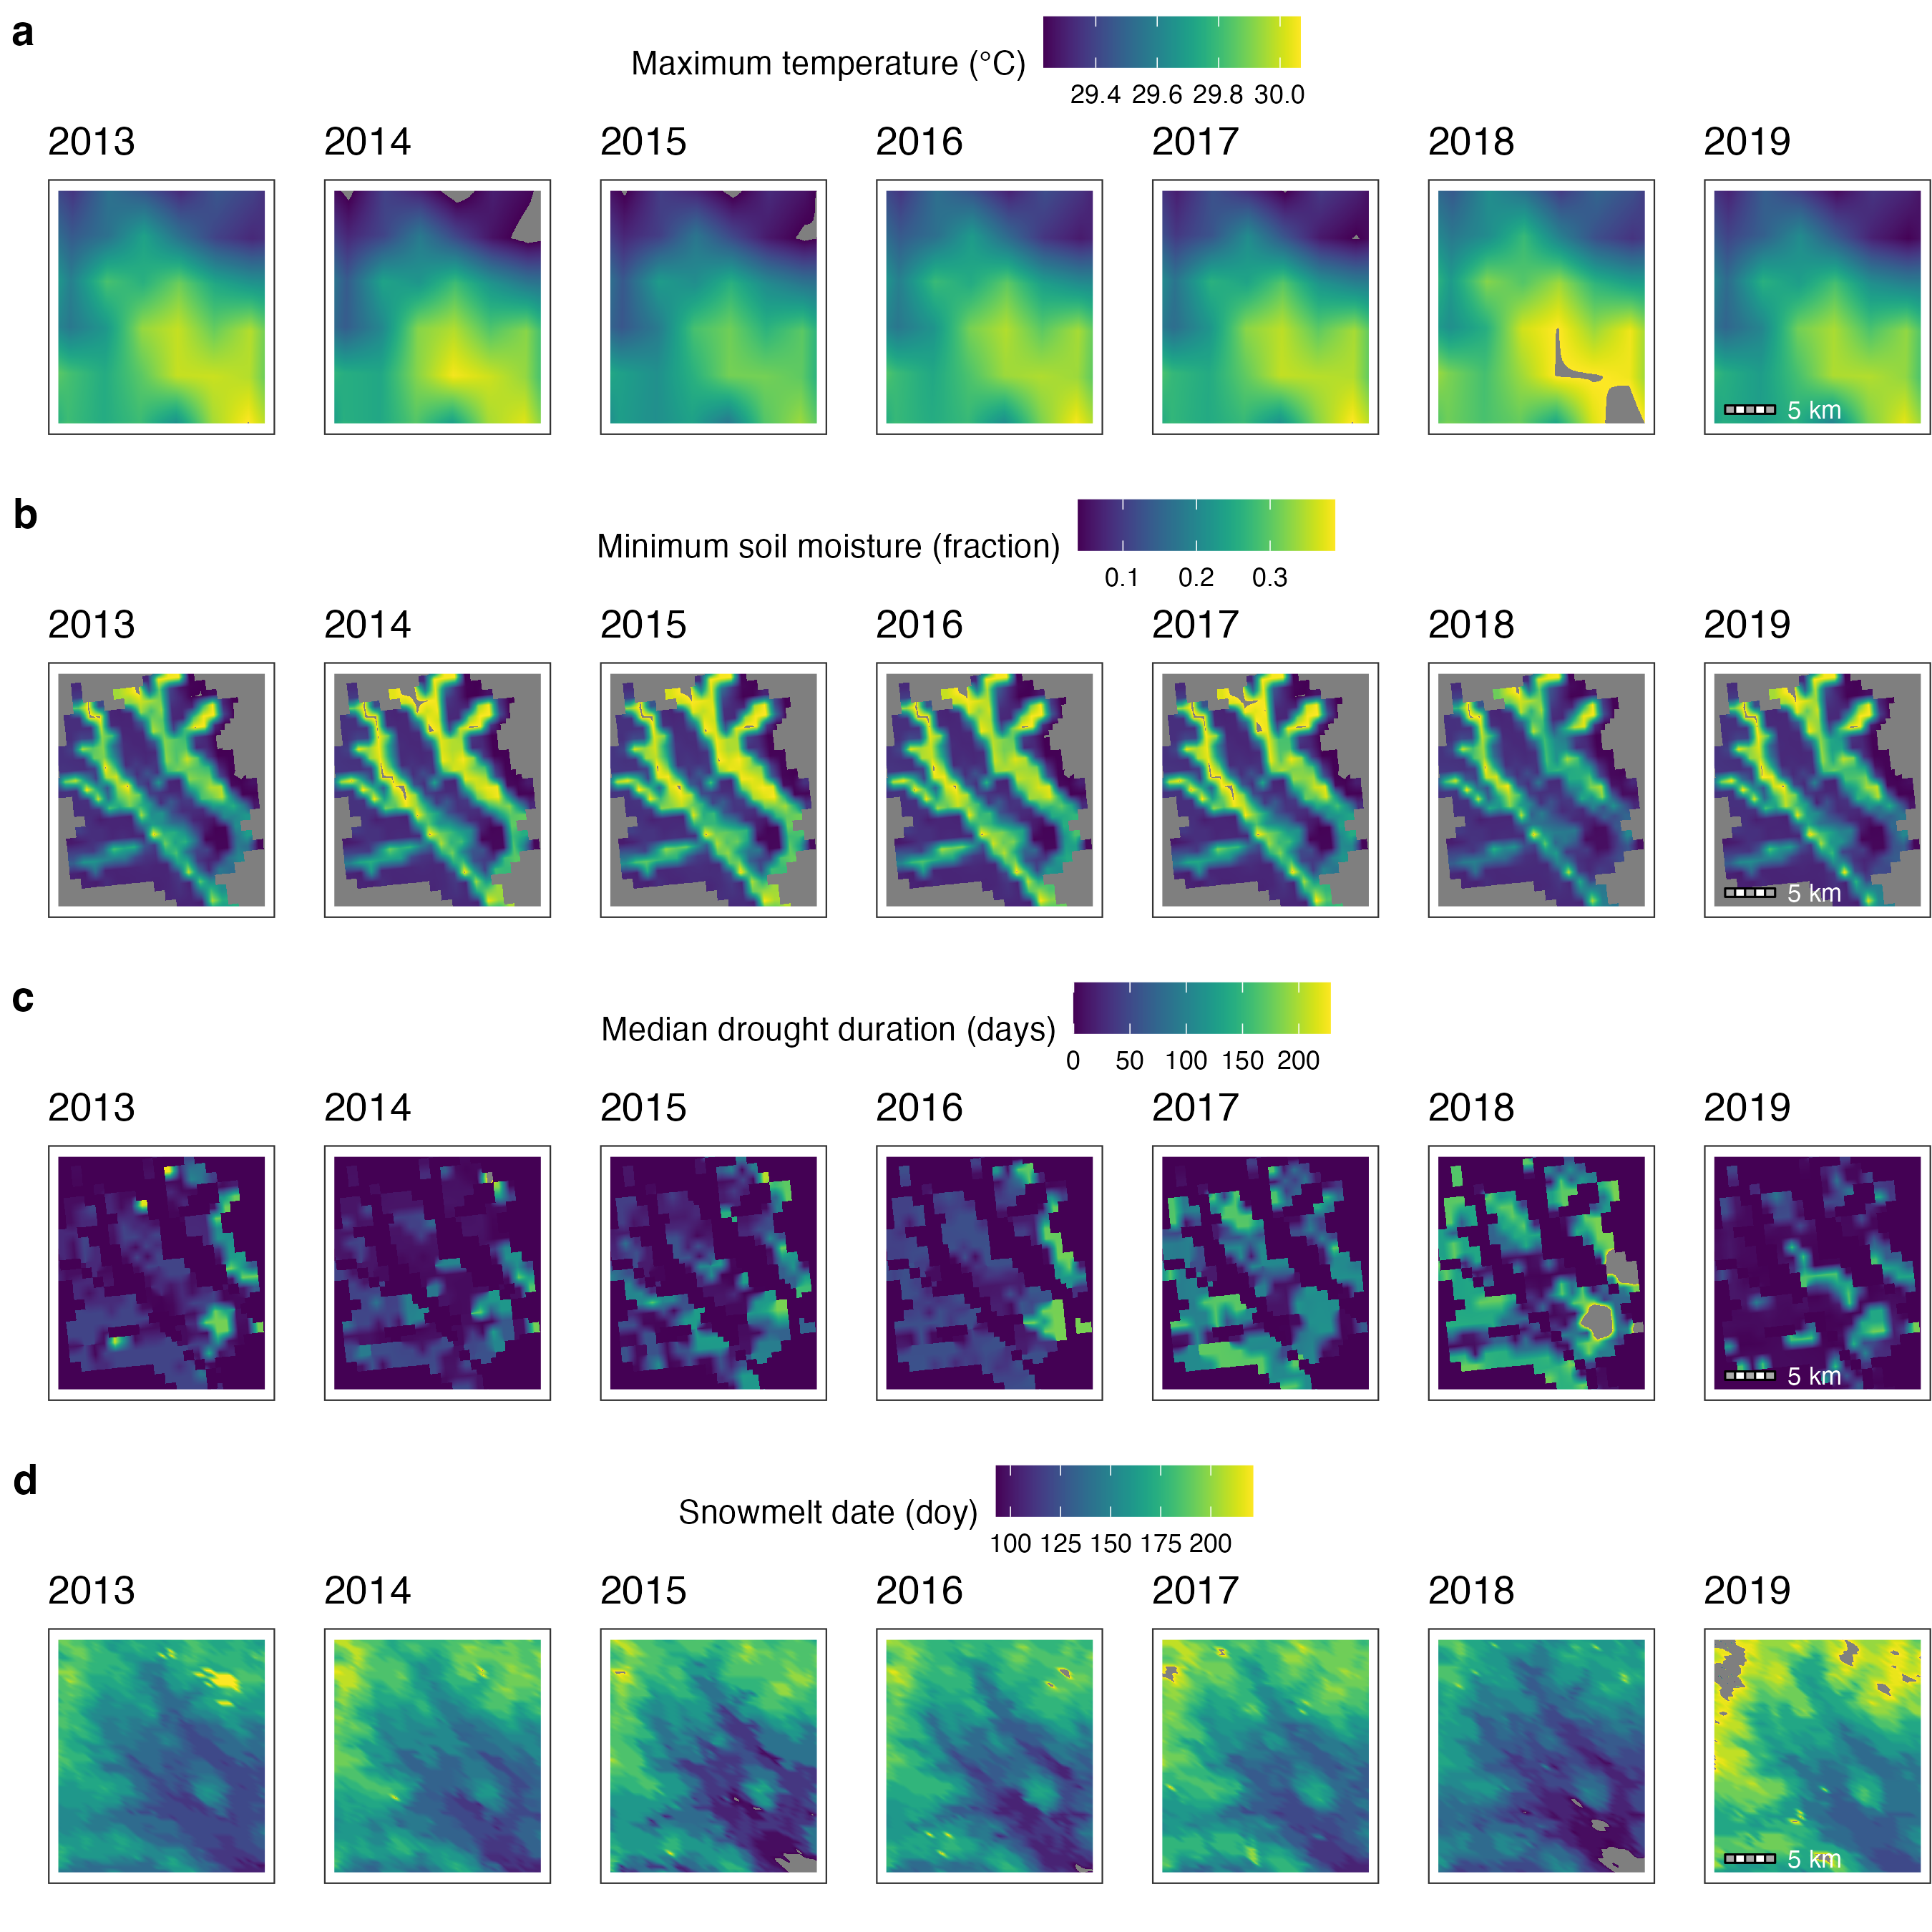 a
Maximum temperature (°C)
29.4 29.6 29.8 30.0
2013 2014 2015 2016 2017 2018 2019
5 km
b
Minimum soil moisture (fraction)
0.1 0.2 0.3
2013 2014 2015 2016 2017 2018 2019
5 km
c
Median drought duration (days)
0 50 100 150 200
2013 2014 2015 2016 2017 2018 2019
5 km
d
Snowmelt date (doy)
100 125 150 175 200
2013 2014 2015 2016 2017 2018 2019
5 km